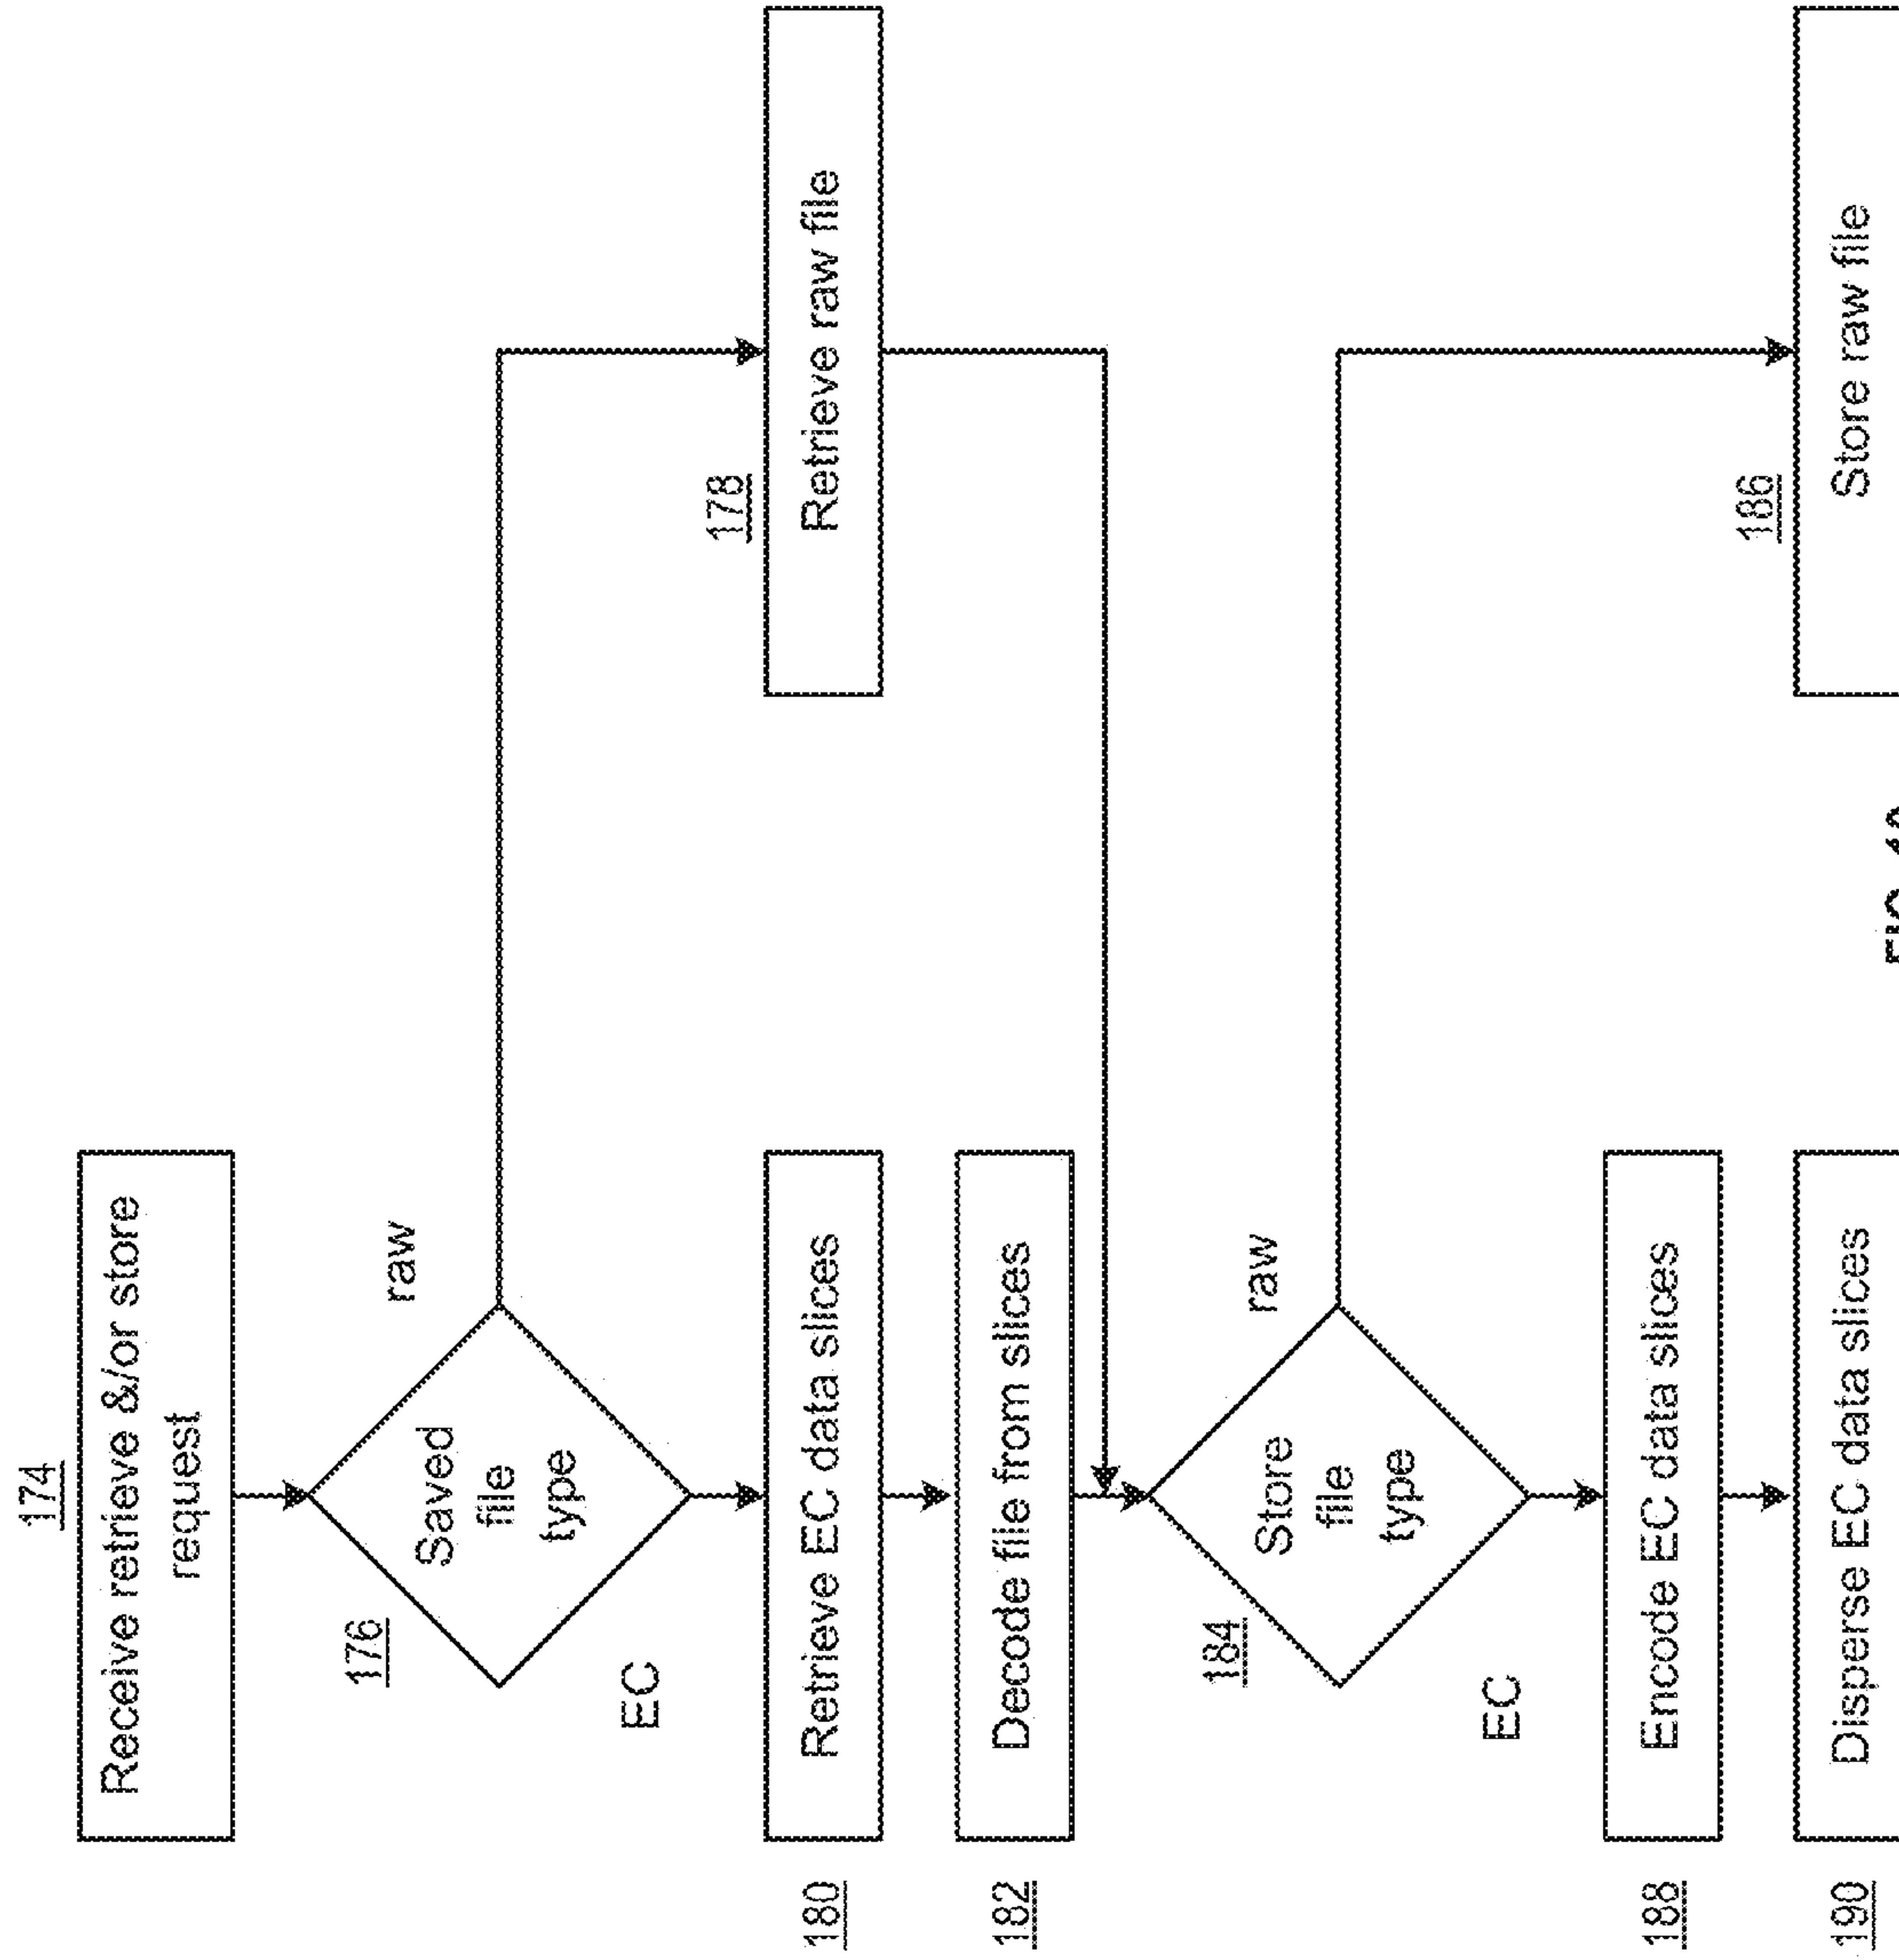 174
Receive retrieve &/or store
request
176
Saved
file
type
raw
EC
178
Retrieve raw file
180
Retrieve EC data slices
182
Decode file from slices
184
Store
file
type
raw
EC
186
Store raw file
188
Encode EC data slices
190
Disperse EC data slices